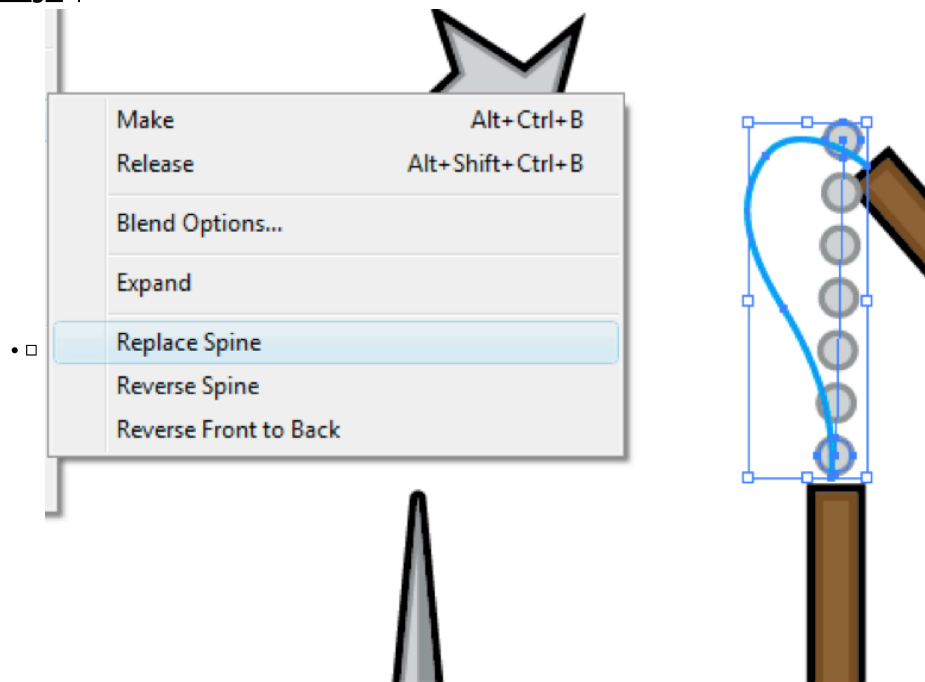 Make Alt+Ctrl+B
Release Alt+Shift+Ctrl+B
Blend Options...
Expand
Replace Spine
Reverse Spine
Reverse Front to Back